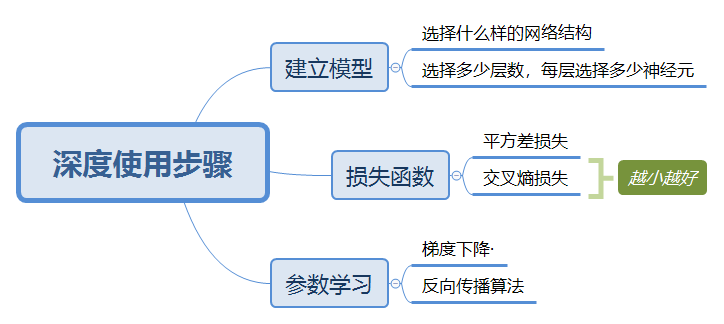 深度使用步骤
建立模型
选择什么样的网络结构
选择多少层数，每层选择多少神经元
损失函数
平方差损失
交叉熵损失
越小越好
参数学习
梯度下降·
反向传播算法